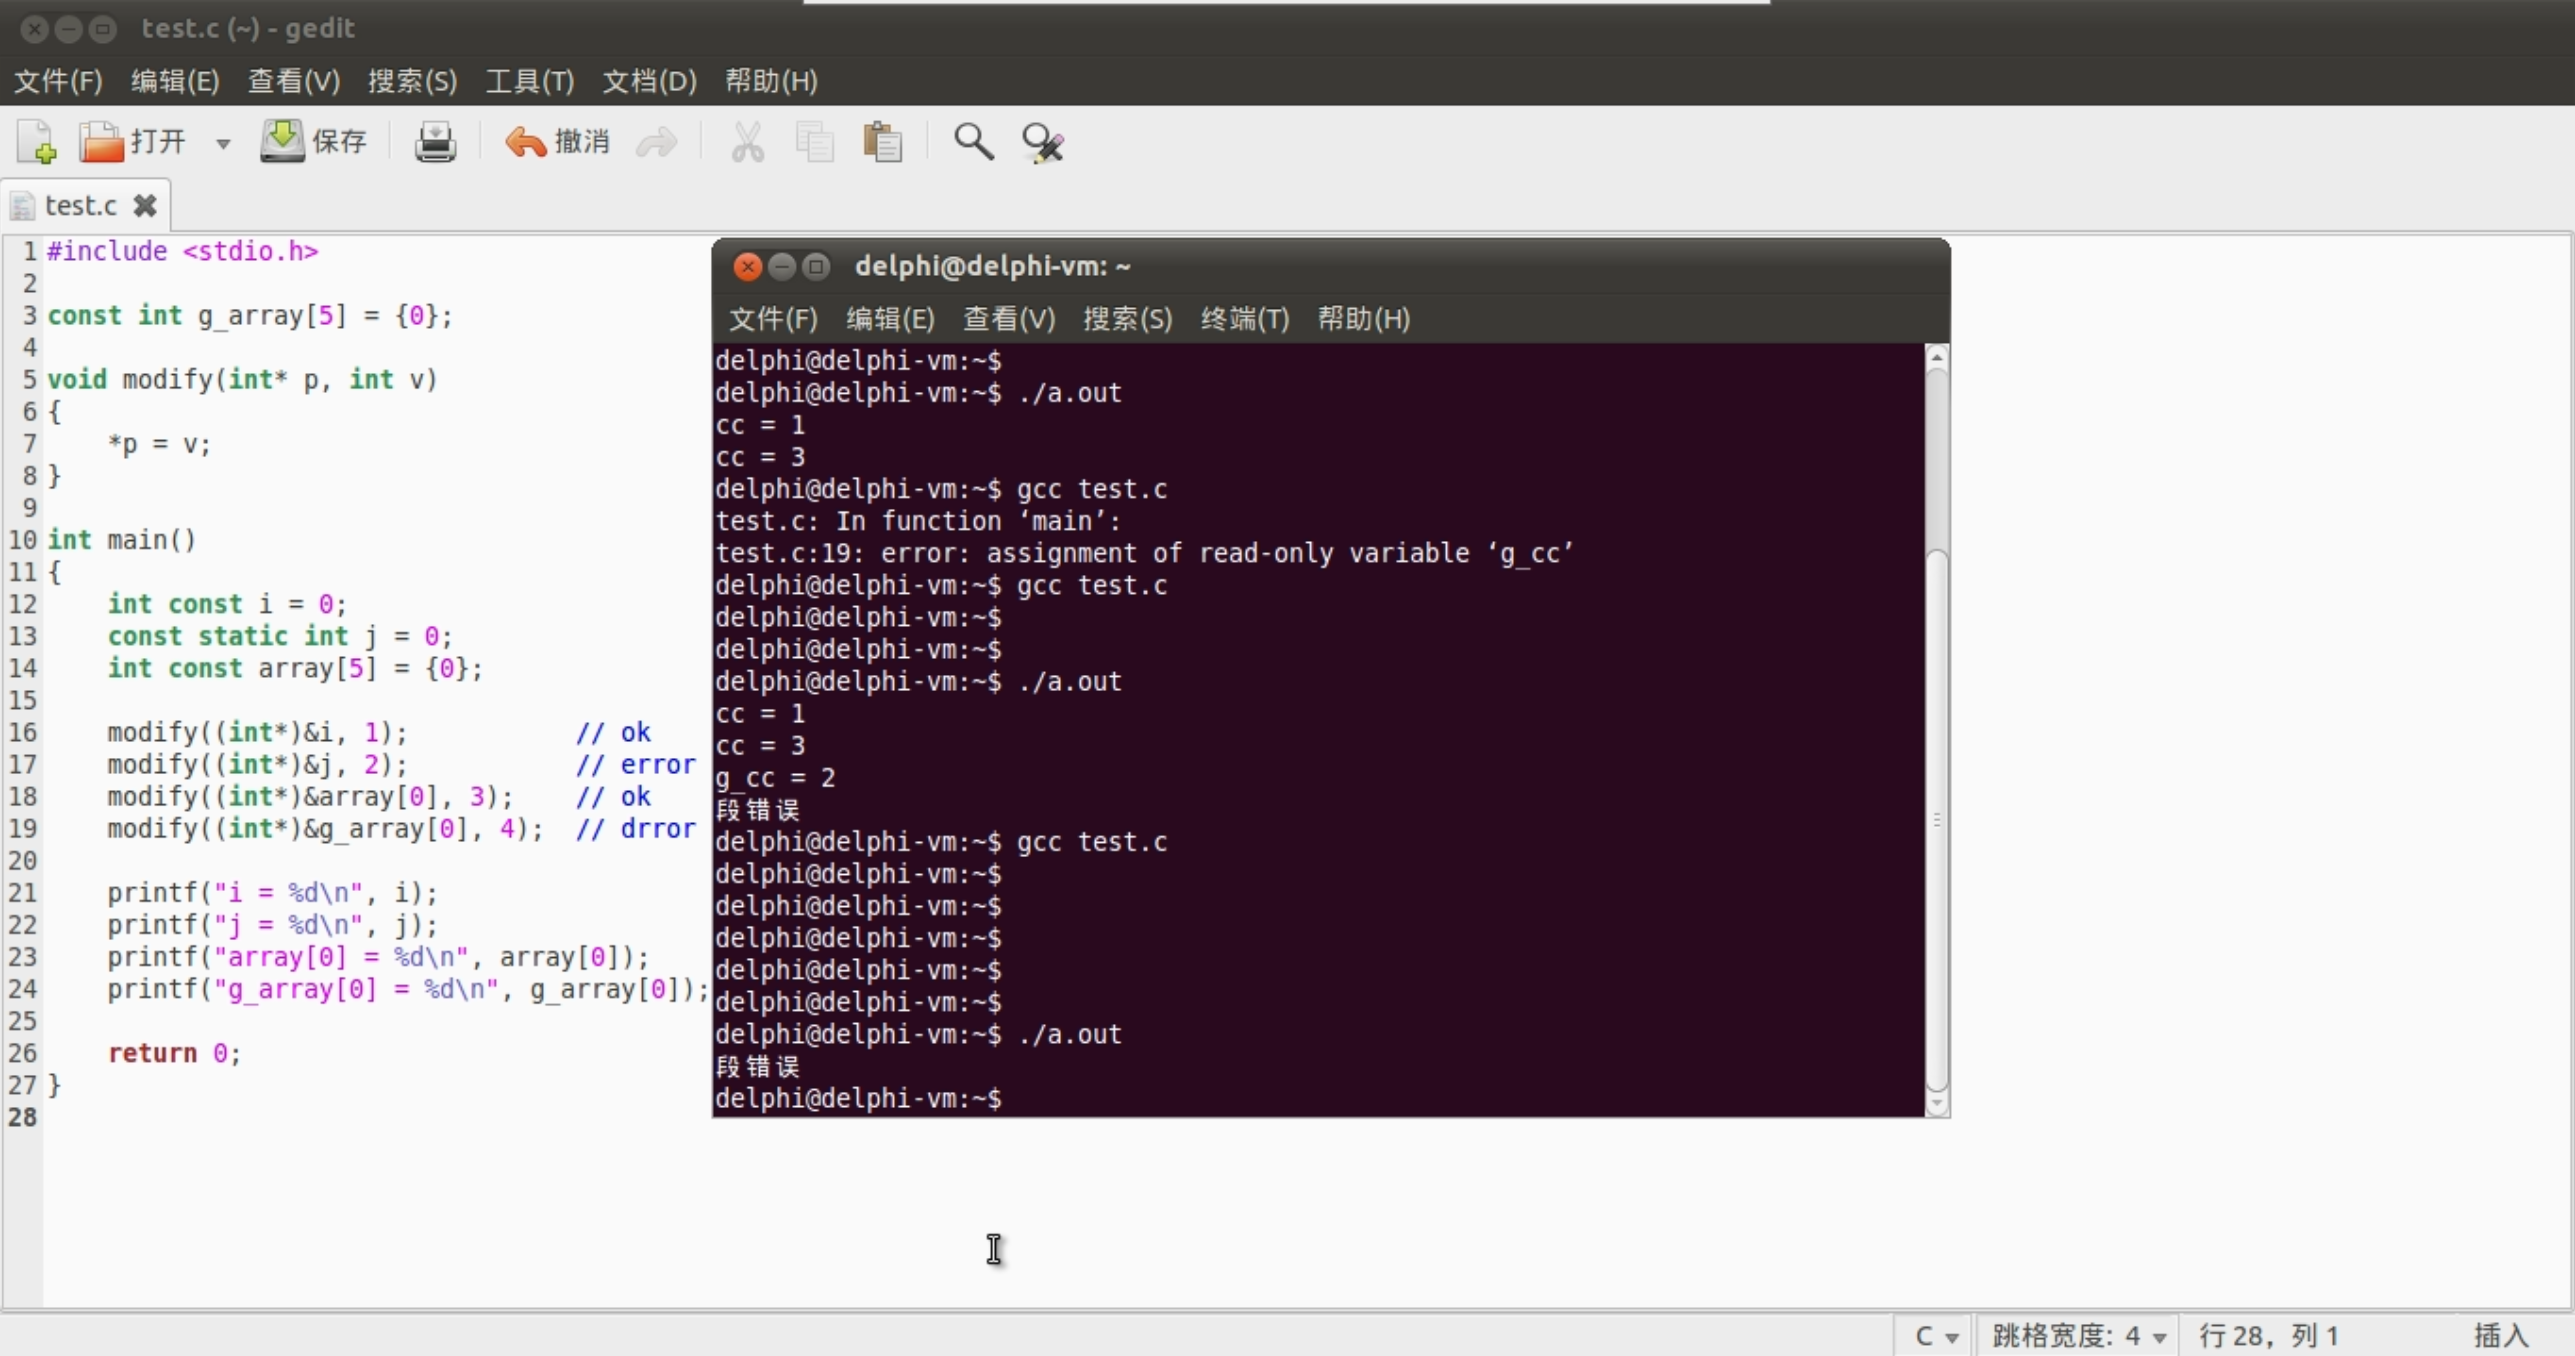 test.c (~) - gedit
文件(F) 编辑(E) 查看(V) 搜索(S) 工具(T) 文档(D) 帮助(H)
打开 保存 撤消
test.c
1 #include <stdio.h>
2
3 const int g_array[5] = {0};
4
5 void modify(int* p, int v)
6 {
7     *p = v;
8 }
9
10 int main()
11 {
12     int const i = 0;
13     const static int j = 0;
14     int const array[5] = {0};
15
16     modify((int*)&i, 1);           // ok
17     modify((int*)&j, 2);           // error
18     modify((int*)&array[0], 3);    // ok
19     modify((int*)&g_array[0], 4);  // drror
20
21     printf("i = %d\n", i);
22     printf("j = %d\n", j);
23     printf("array[0] = %d\n", array[0]);
24     printf("g_array[0] = %d\n", g_array[0]);
25
26     return 0;
27 }
28
delphi@delphi-vm: ~
文件(F) 编辑(E) 查看(V) 搜索(S) 终端(T) 帮助(H)
delphi@delphi-vm:~$
delphi@delphi-vm:~$ ./a.out
cc = 1
cc = 3
delphi@delphi-vm:~$ gcc test.c
test.c: In function ‘main’:
test.c:19: error: assignment of read-only variable ‘g_cc’
delphi@delphi-vm:~$ gcc test.c
delphi@delphi-vm:~$
delphi@delphi-vm:~$
delphi@delphi-vm:~$ ./a.out
cc = 1
cc = 3
g_cc = 2
段错误
delphi@delphi-vm:~$ gcc test.c
delphi@delphi-vm:~$
delphi@delphi-vm:~$
delphi@delphi-vm:~$
delphi@delphi-vm:~$
delphi@delphi-vm:~$
delphi@delphi-vm:~$ ./a.out
段错误
delphi@delphi-vm:~$
C 跳格宽度: 4 行 28，列 1 插入